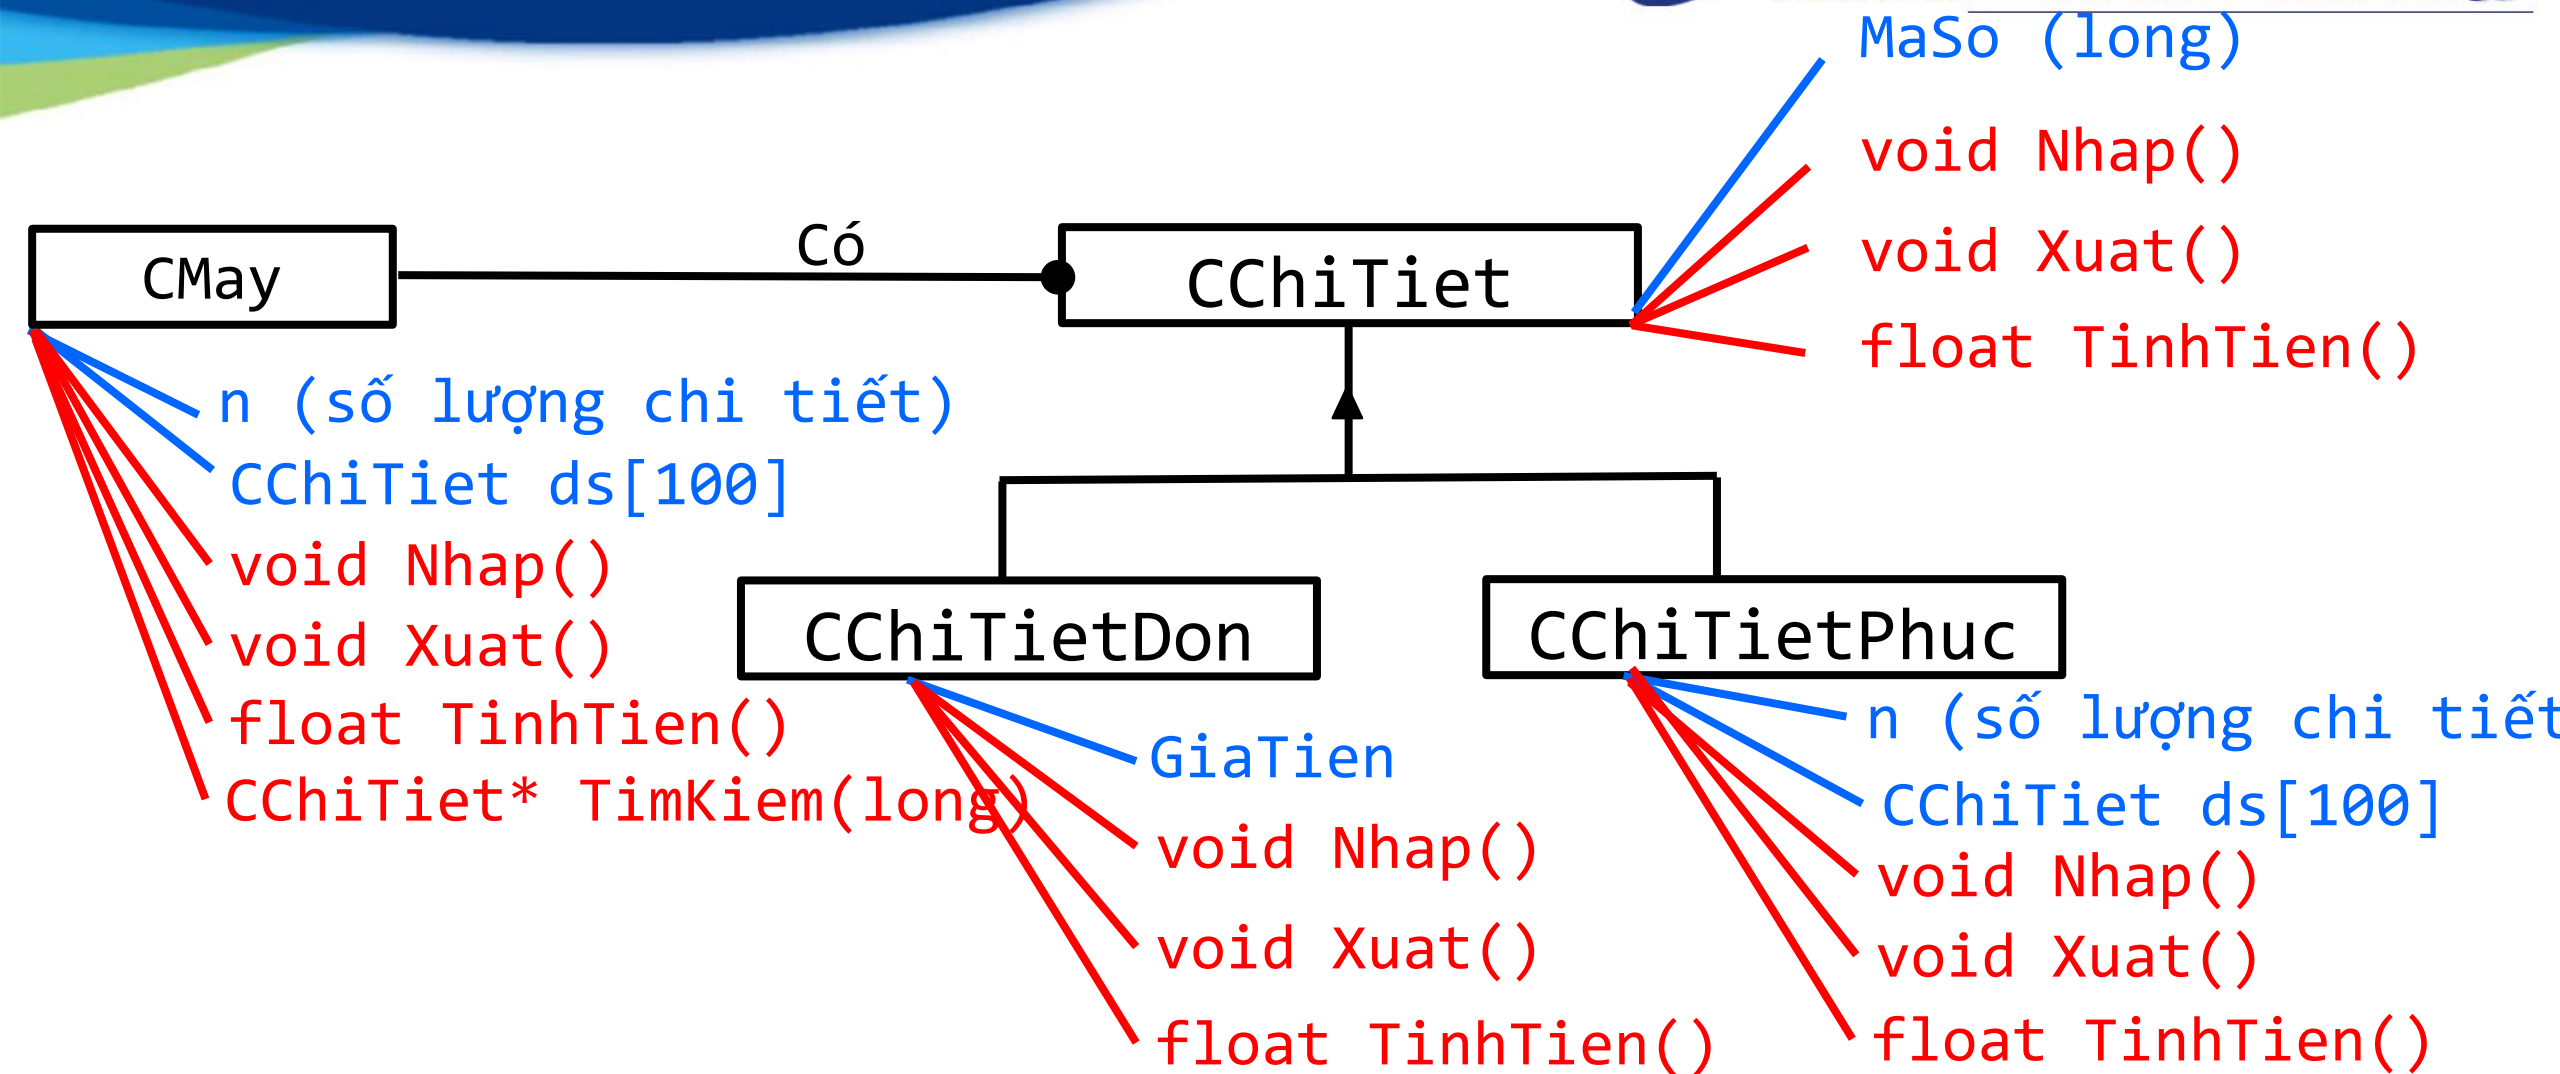 MaSo (long)
void Nhap()
void Xuat()
float TinhTien()
Có
CMay
CChiTiet
n (số lượng chi tiết)
CChiTiet ds[100]
void Nhap()
void Xuat()
float TinhTien()
CChiTiet* TimKiem(long)
CChiTietDon
GiaTien
void Nhap()
void Xuat()
float TinhTien()
CChiTietPhuc
n (số lượng chi tiết
CChiTiet ds[100]
void Nhap()
void Xuat()
float TinhTien()